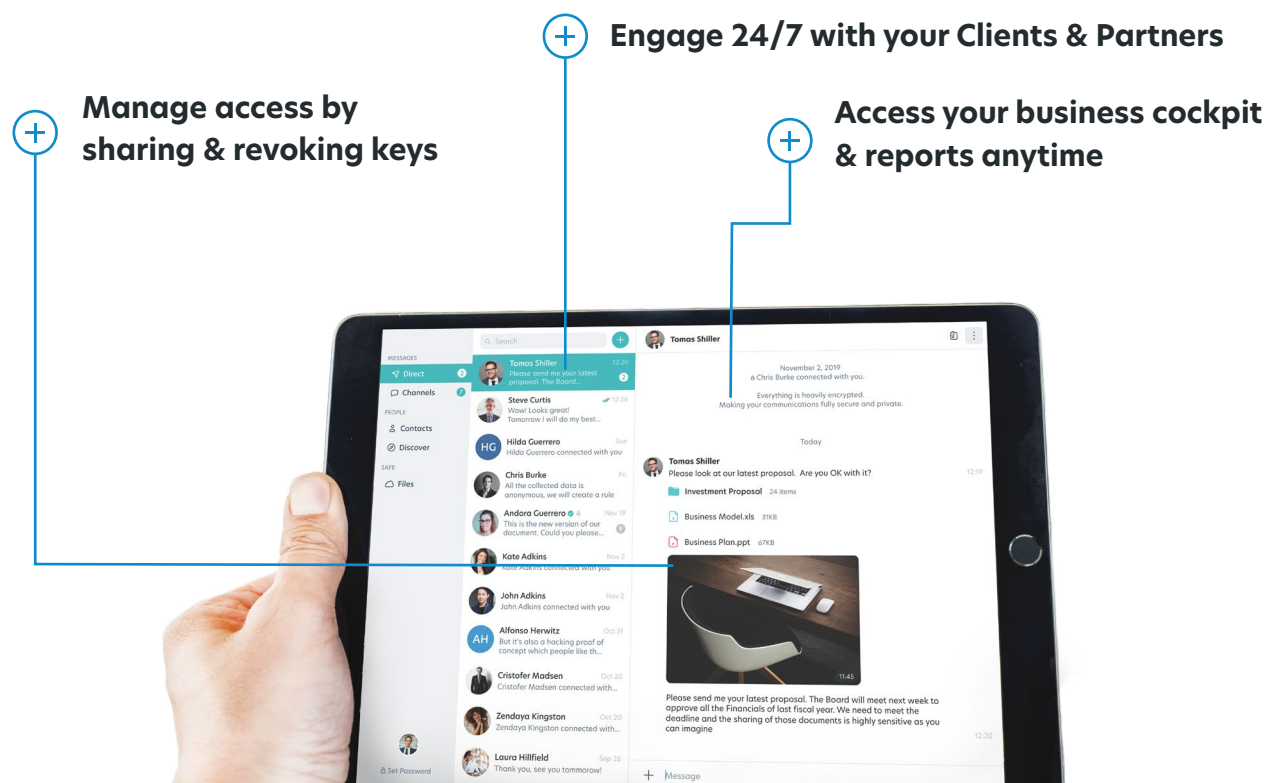 Engage 24/7 with your Clients & Partners
Manage access by
sharing & revoking keys
Access your business cockpit
& reports anytime
MESSAGES
Direct
2
Channels
7
PEOPLE
Contacts
Discover
SAFE
Files
Set Password
Search
Tomas Shiller 12:20
Please send me your latest
proposal. The Board... 2
Steve Curtis 12:26
Wow! Looks great!
Tomorrow I will do my best...
HG
Hilda Guerrero Sun
Hilda Guerrero connected with you
Chris Burke Fri
All the collected data is
anonymous, we will create a rule
Andora Guerrero Nov 19
This is the new version of our
document. Could you please... 9
Kate Adkins Nov 2
Kate Adkins connected with you
John Adkins Nov 2
John Adkins connected with you
AH
Alfonso Herwitz Oct 31
But it's also a hacking proof of
concept which people like th...
Cristofer Madsen Oct 20
Cristofer Madsen connected with...
Zendaya Kingston Oct 20
Zendaya Kingston connected with...
Laura Hillfield Sep 26
Thank you, see you tommorow!
Tomas Shiller
November 2, 2019
Chris Burke connected with you.
Everything is heavily encrypted.
Making your communications fully secure and private.
Today
Tomas Shiller
Please look at our latest proposal. Are you OK with it? 12:19
Investment Proposal 24 items
Business Model.xls 31KB
Business Plan.ppt 67KB
11:45
Please send me your latest proposal. The Board will meet next week to
approve all the Financials of last fiscal year. We need to meet the
deadline and the sharing of those documents is highly sensitive as you
can imagine
12:20
Message